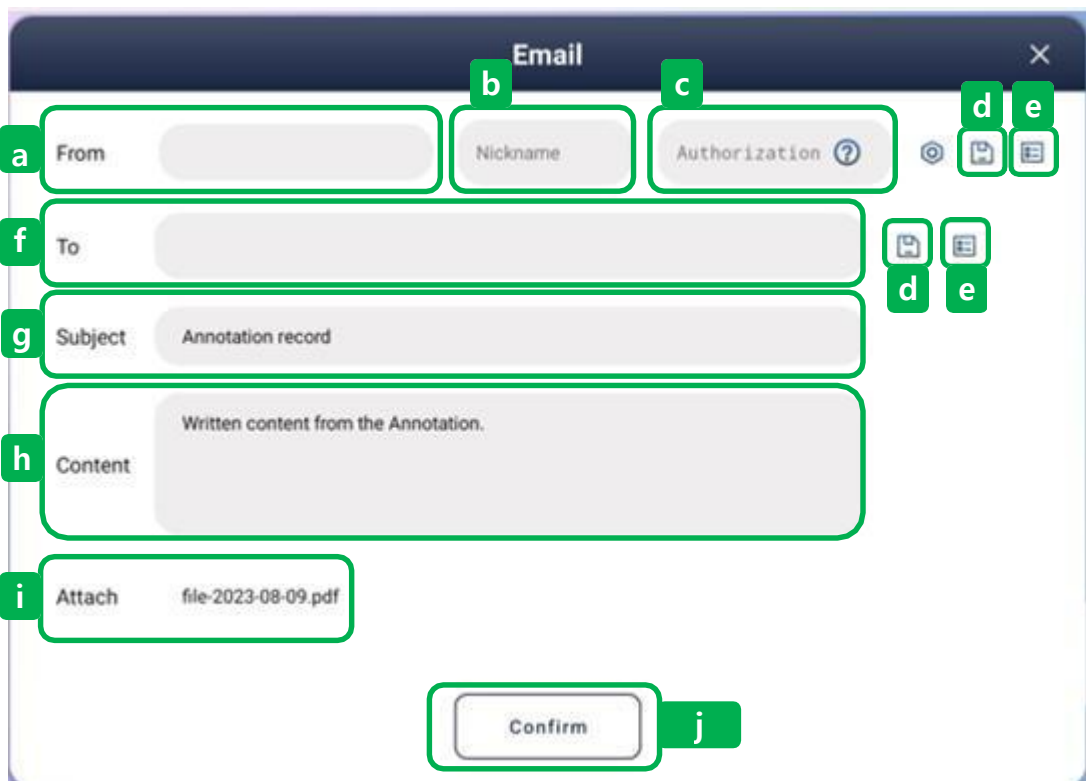 Email
b
c
d e
a From Nickname Authorization ?
f To
d e
g Subject Annotation record
h Content Written content from the Annotation.
i Attach file-2023-08-09.pdf
Confirm j